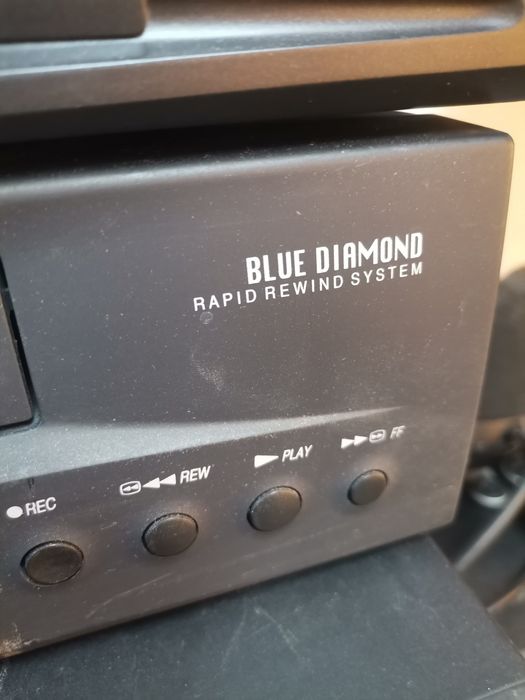 BLUE DIAMOND
RAPID REWIND SYSTEM
●REC
◀◀ REW
▶ PLAY
▶▶ FF